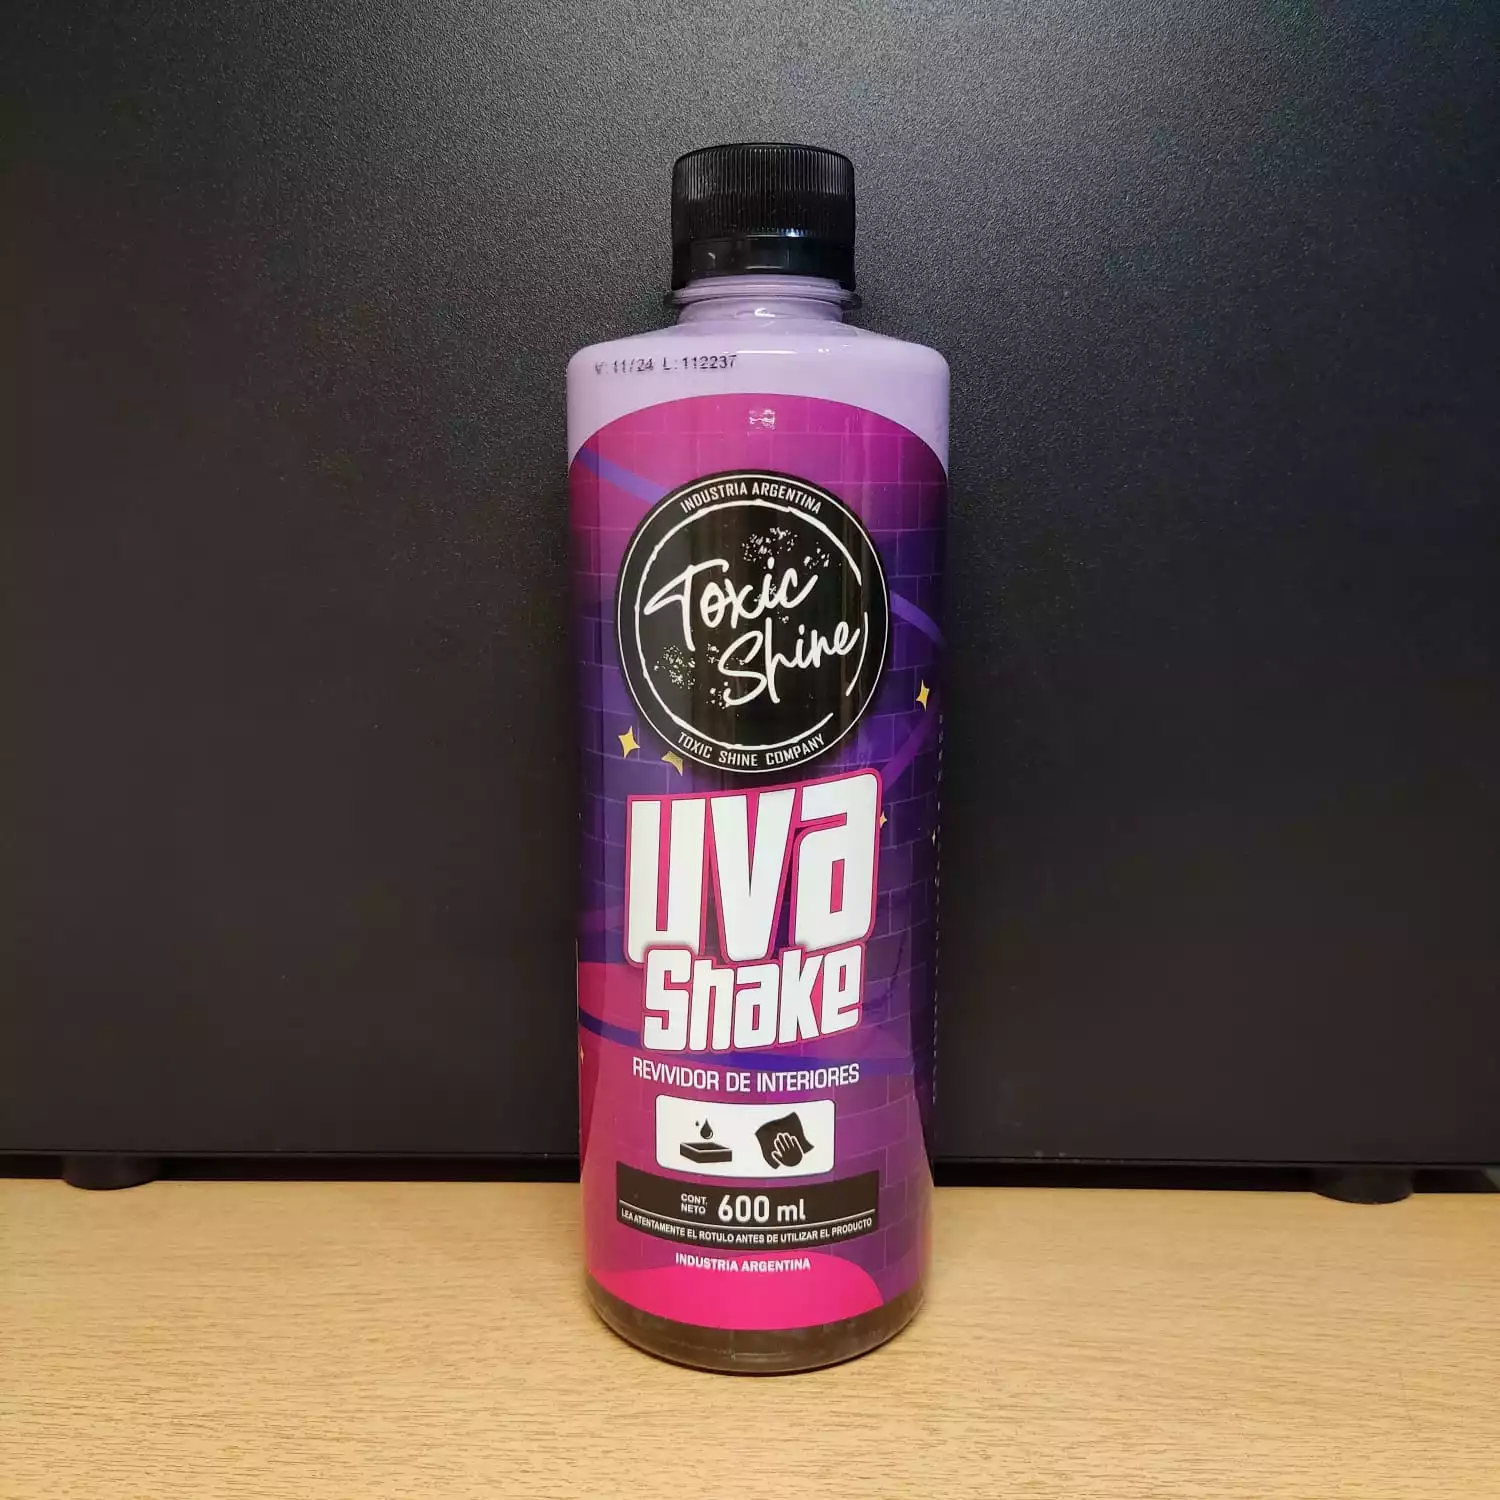 V: 11/24 L: 112237
INDUSTRIA ARGENTINA
Toxic
Shine
TOXIC SHINE COMPANY
UVA
Shake
REVIVIDOR DE INTERIORES
CONT. NETO 600 ml
LEA ATENTAMENTE EL ROTULO ANTES DE UTILIZAR EL PRODUCTO
INDUSTRIA ARGENTINA